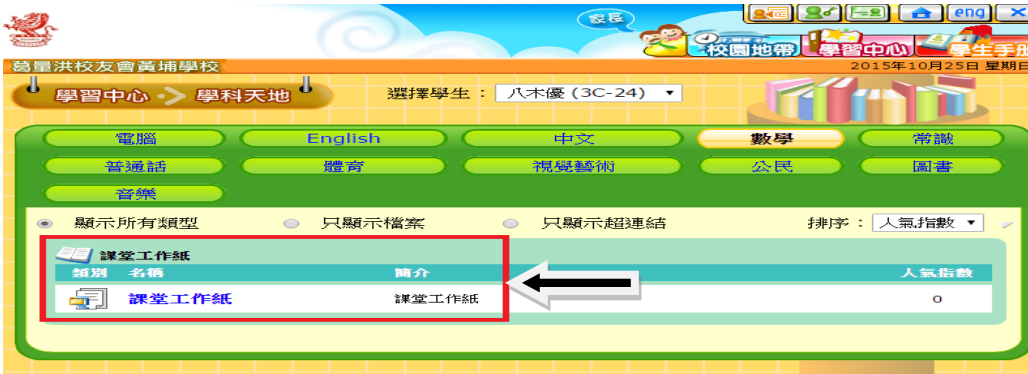 家長
eng
校園地帶 學習中心 學生手冊
葛量洪校友會黃埔學校
2015年10月25日 星期日
學習中心 學科天地 選擇學生： 八木優 (3C-24)
電腦 English 中文 數學 常識
普通話 體育 視覺藝術 公民 圖書
音樂
顯示所有類型 只顯示檔案 只顯示超連結 排序： 人氣指數
課堂工作紙
類別 名稱 簡介 人氣指數
課堂工作紙 課堂工作紙 0